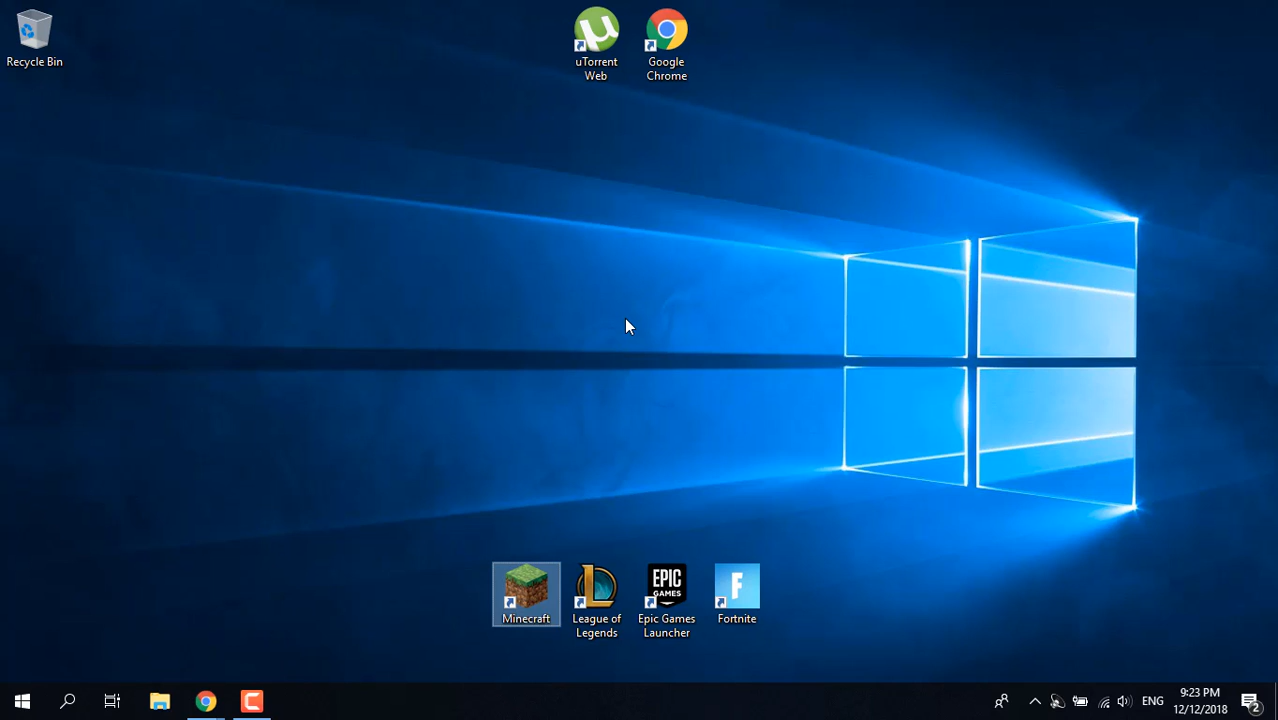 Recycle Bin
uTorrent
Web
Google
Chrome
Minecraft
League of
Legends
EPIC
GAMES
Epic Games
Launcher
F
Fortnite
ENG
9:23 PM
12/12/2018
2